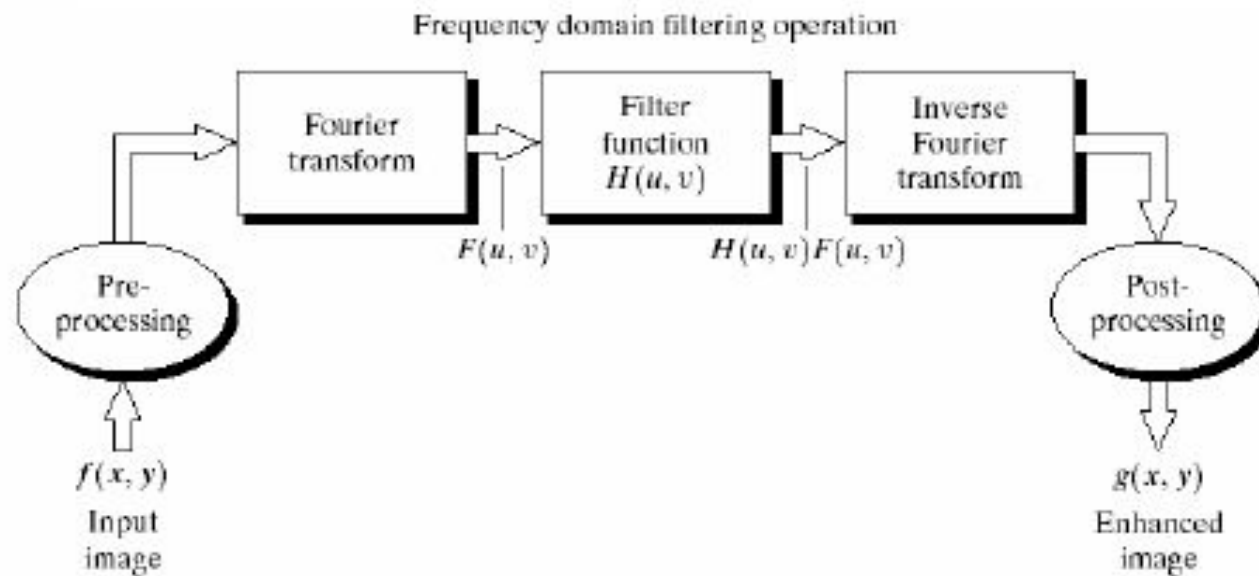 Frequency domain filtering operation
Fourier
transform
Filter
function
H(u, v)
Inverse
Fourier
transform
F(u, v)
H(u, v)F(u, v)
Pre-
processing
Post-
processing
f(x, y)
Input
image
g(x, y)
Enhanced
image